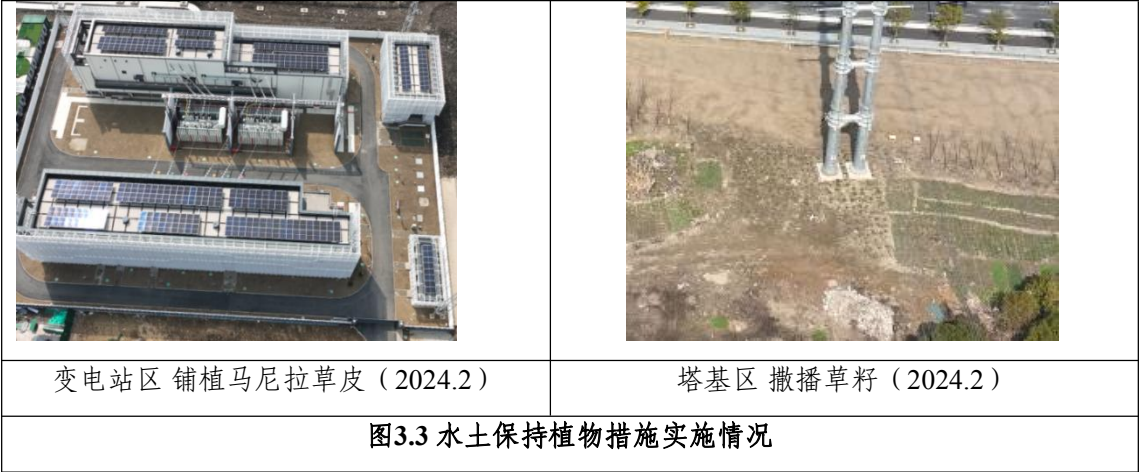 变电站区 铺植马尼拉草皮（2024.2）
塔基区 撒播草籽（2024.2）
图3.3 水土保持植物措施实施情况